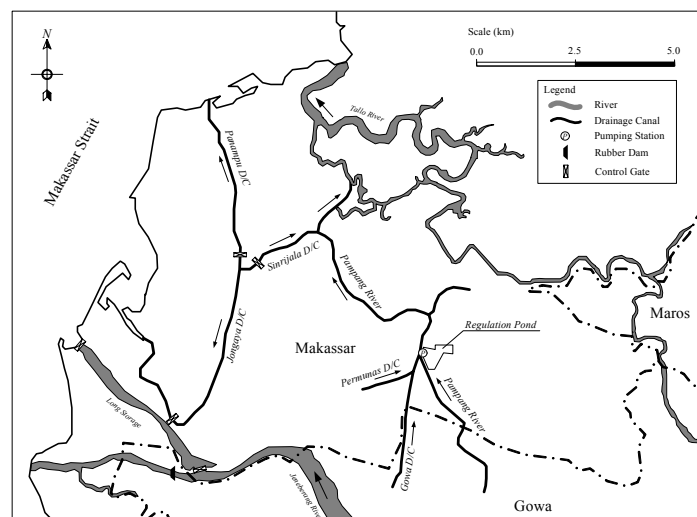 N
Scale (km)
0.0 2.5 5.0
Legend
River
Drainage Canal
P Pumping Station
Rubber Dam
Control Gate
Tallo River
Makassar Strait
Panampu D/C
Sinrijala D/C
Pampang River
Jongaya D/C
Maros
Makassar
Regulation Pond
P
Permunas D/C
Pampang River
Long Storage
Gowa D/C
Jeneberang River
Gowa